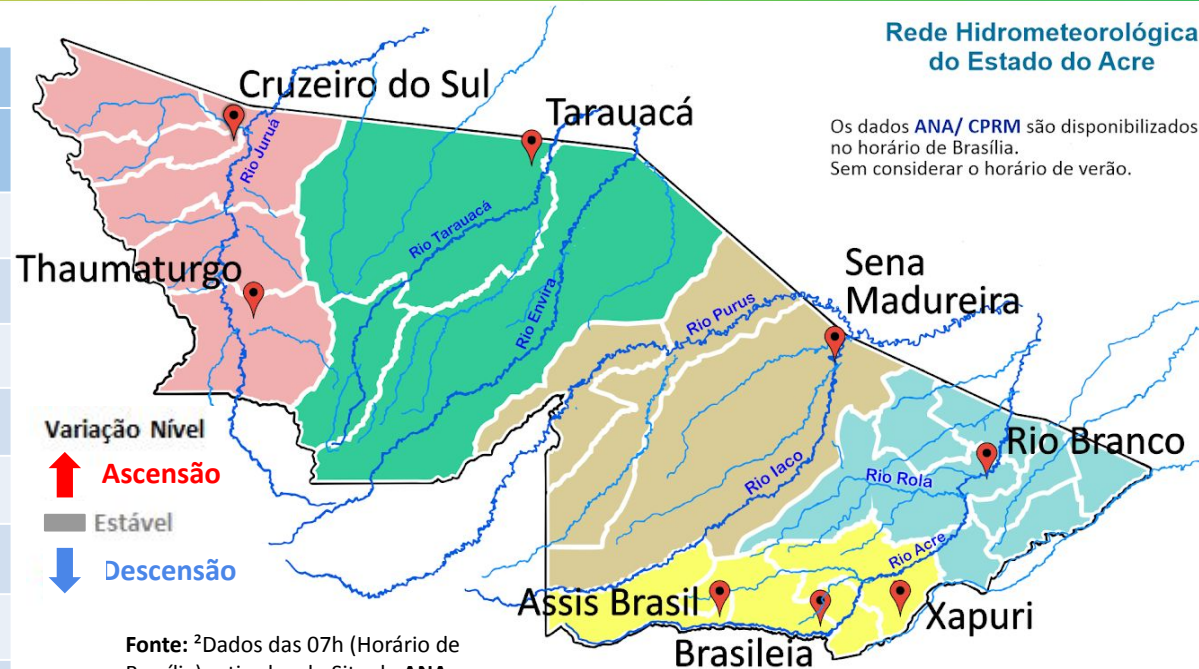 Rede Hidrometeorológica
do Estado do Acre
Os dados ANA/ CPRM são disponibilizados
no horário de Brasília.
Sem considerar o horário de verão.
Cruzeiro do Sul
Tarauacá
Rio Juruá
Rio Tarauacá
Thaumaturgo
Rio Envira
Sena
Madureira
Rio Purus
Variação Nível
Ascensão
Estável
Descensão
Rio Branco
Rio Iaco
Rio Rola
Rio Acre
Assis Brasil
Xapuri
Brasileia
Fonte: ²Dados das 07h (Horário de